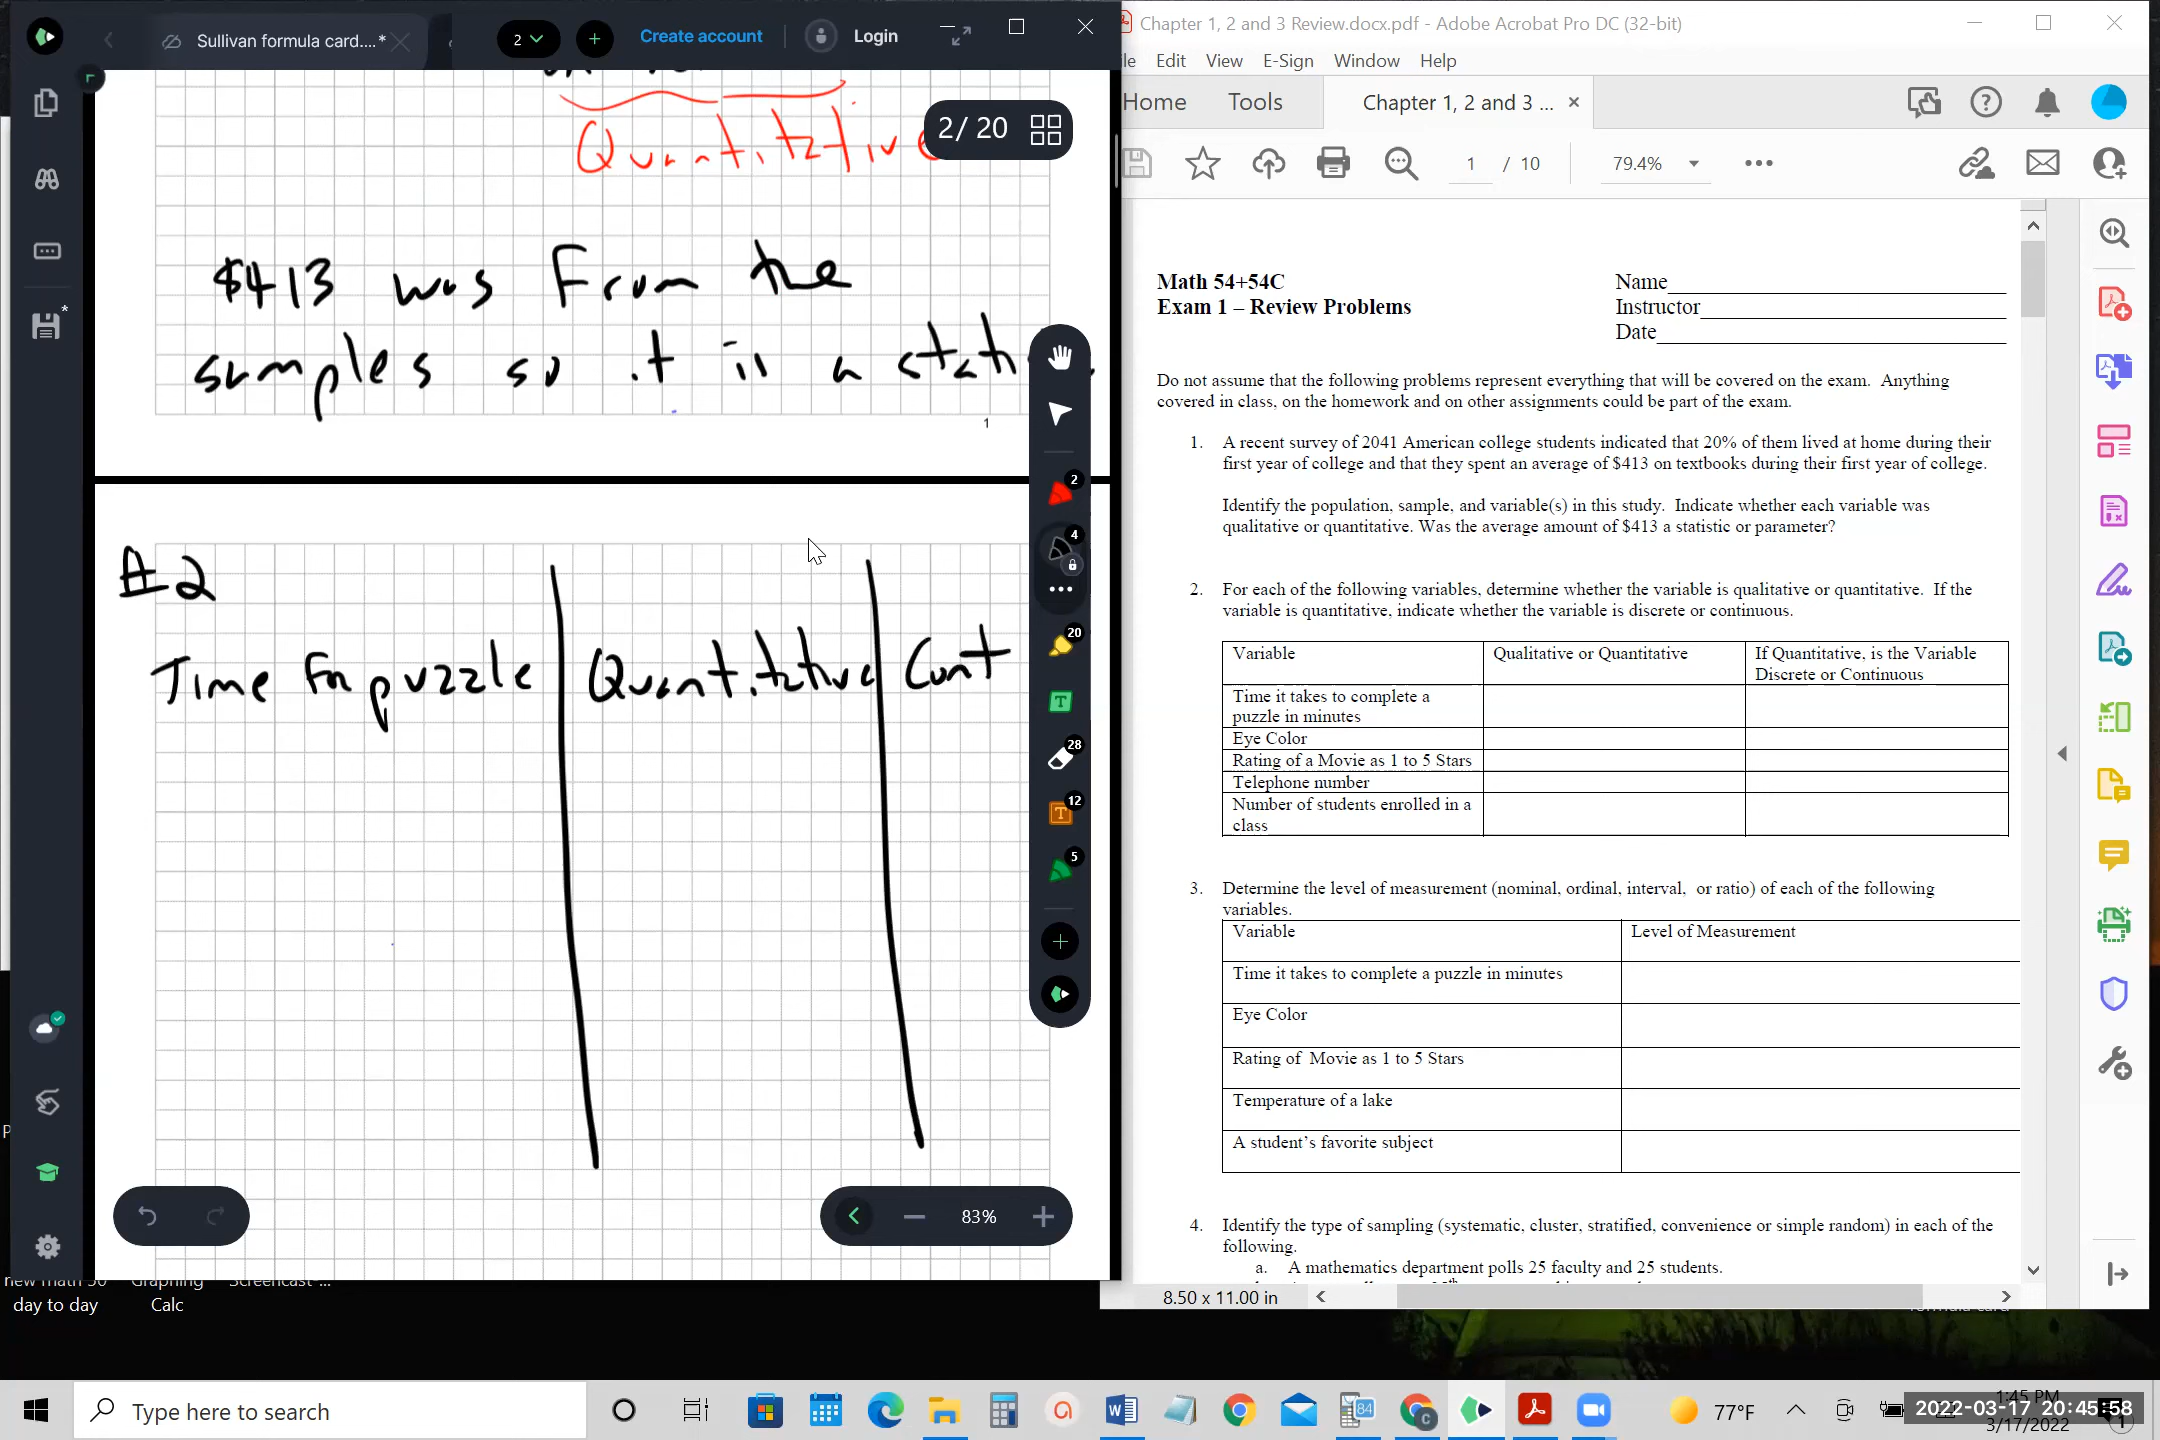 Sullivan formula card....*
2
Create account
Login
2/ 20
Quantitative
$413 was From the
samples so it is a
1
#2
Time For puzzle Quantitative Cont
2
4
20
28
12
5
83%
day to day
Calc
Screencast -...
Chapter 1, 2 and 3 Review.docx.pdf - Adobe Acrobat Pro DC (32-bit)
Edit View E-Sign Window Help
Home Tools Chapter 1, 2 and 3 ... ×
1 / 10 79.4%
Math 54+54C
Exam 1 – Review Problems
Name
Instructor
Date
Do not assume that the following problems represent everything that will be covered on the exam. Anything
covered in class, on the homework and on other assignments could be part of the exam.
1. A recent survey of 2041 American college students indicated that 20% of them lived at home during their
first year of college and that they spent an average of $413 on textbooks during their first year of college.
Identify the population, sample, and variable(s) in this study. Indicate whether each variable was
qualitative or quantitative. Was the average amount of $413 a statistic or parameter?
2. For each of the following variables, determine whether the variable is qualitative or quantitative. If the
variable is quantitative, indicate whether the variable is discrete or continuous.
Variable Qualitative or Quantitative If Quantitative, is the Variable
Discrete or Continuous
Time it takes to complete a
puzzle in minutes
Eye Color
Rating of a Movie as 1 to 5 Stars
Telephone number
Number of students enrolled in a
class
3. Determine the level of measurement (nominal, ordinal, interval, or ratio) of each of the following
variables.
Variable Level of Measurement
Time it takes to complete a puzzle in minutes
Eye Color
Rating of Movie as 1 to 5 Stars
Temperature of a lake
A student's favorite subject
4. Identify the type of sampling (systematic, cluster, stratified, convenience or simple random) in each of the
following.
a. A mathematics department polls 25 faculty and 25 students.
8.50 x 11.00 in
Type here to search
84
77°F
1:45 PM
3/17/2022
2022-03-17 20:45:58